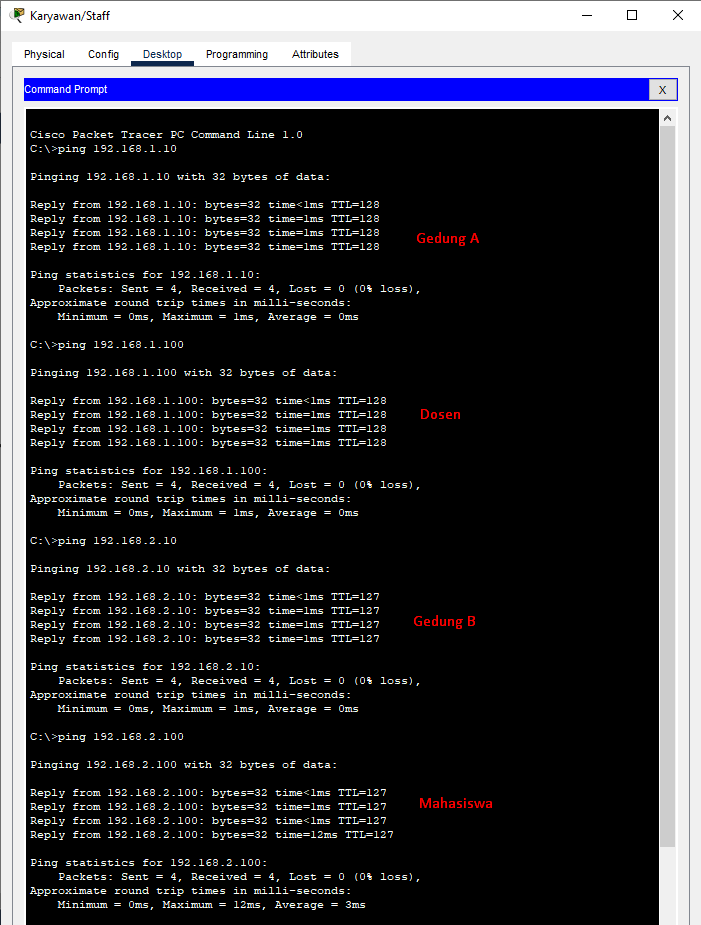 Karyawan/Staff
Physical Config Desktop Programming Attributes
Command Prompt X
Cisco Packet Tracer PC Command Line 1.0
C:\>ping 192.168.1.10
Pinging 192.168.1.10 with 32 bytes of data:
Reply from 192.168.1.10: bytes=32 time<1ms TTL=128
Reply from 192.168.1.10: bytes=32 time=1ms TTL=128
Reply from 192.168.1.10: bytes=32 time=1ms TTL=128
Reply from 192.168.1.10: bytes=32 time=1ms TTL=128
Gedung A
Ping statistics for 192.168.1.10:
Packets: Sent = 4, Received = 4, Lost = 0 (0% loss),
Approximate round trip times in milli-seconds:
Minimum = 0ms, Maximum = 1ms, Average = 0ms
C:\>ping 192.168.1.100
Pinging 192.168.1.100 with 32 bytes of data:
Reply from 192.168.1.100: bytes=32 time<1ms TTL=128
Reply from 192.168.1.100: bytes=32 time=1ms TTL=128
Reply from 192.168.1.100: bytes=32 time=1ms TTL=128
Reply from 192.168.1.100: bytes=32 time=1ms TTL=128
Dosen
Ping statistics for 192.168.1.100:
Packets: Sent = 4, Received = 4, Lost = 0 (0% loss),
Approximate round trip times in milli-seconds:
Minimum = 0ms, Maximum = 1ms, Average = 0ms
C:\>ping 192.168.2.10
Pinging 192.168.2.10 with 32 bytes of data:
Reply from 192.168.2.10: bytes=32 time<1ms TTL=127
Reply from 192.168.2.10: bytes=32 time=1ms TTL=127
Reply from 192.168.2.10: bytes=32 time=1ms TTL=127
Reply from 192.168.2.10: bytes=32 time=1ms TTL=127
Gedung B
Ping statistics for 192.168.2.10:
Packets: Sent = 4, Received = 4, Lost = 0 (0% loss),
Approximate round trip times in milli-seconds:
Minimum = 0ms, Maximum = 1ms, Average = 0ms
C:\>ping 192.168.2.100
Pinging 192.168.2.100 with 32 bytes of data:
Reply from 192.168.2.100: bytes=32 time<1ms TTL=127
Reply from 192.168.2.100: bytes=32 time=1ms TTL=127
Reply from 192.168.2.100: bytes=32 time<1ms TTL=127
Reply from 192.168.2.100: bytes=32 time=12ms TTL=127
Mahasiswa
Ping statistics for 192.168.2.100:
Packets: Sent = 4, Received = 4, Lost = 0 (0% loss),
Approximate round trip times in milli-seconds:
Minimum = 0ms, Maximum = 12ms, Average = 3ms